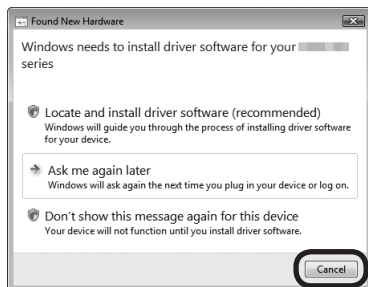 Found New Hardware
Windows needs to install driver software for your
series
Locate and install driver software (recommended)
Windows will guide you through the process of installing driver software
for your device.
Ask me again later
Windows will ask again the next time you plug in your device or log on.
Don't show this message again for this device
Your device will not function until you install driver software.
Cancel